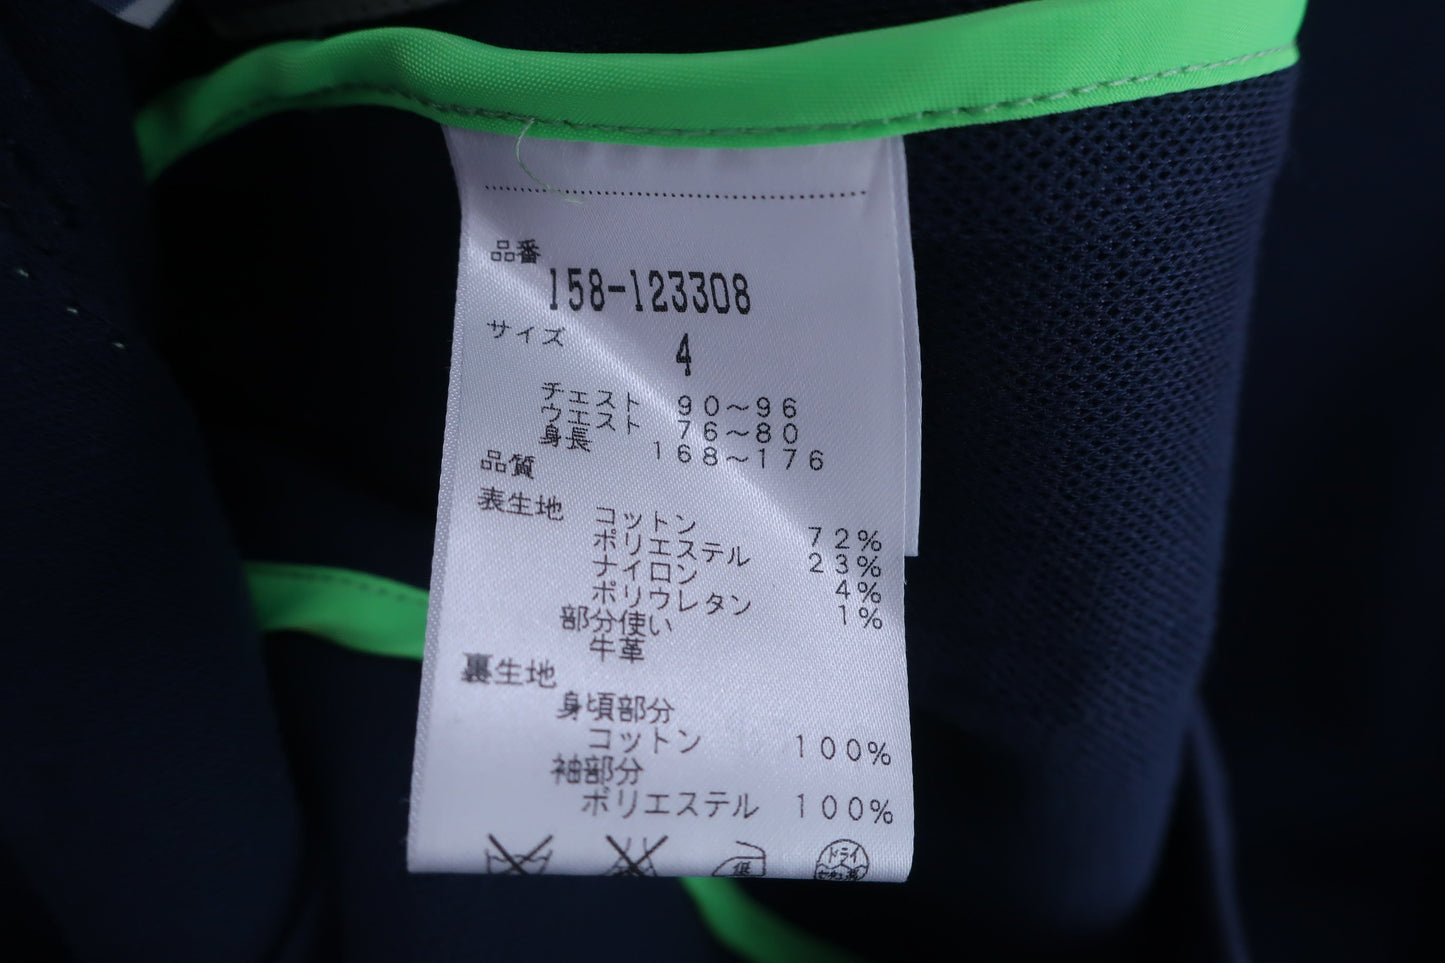 品番
158-123308
サイズ
4
チェスト 90～96
ウエスト 76～80
身長 168～176
品質
表生地 コットン 72%
ポリエステル 23%
ナイロン 4%
ポリウレタン 1%
部分使い
牛革
裏生地
身頃部分
コットン 100%
袖部分
ポリエステル 100%
低
ドライ